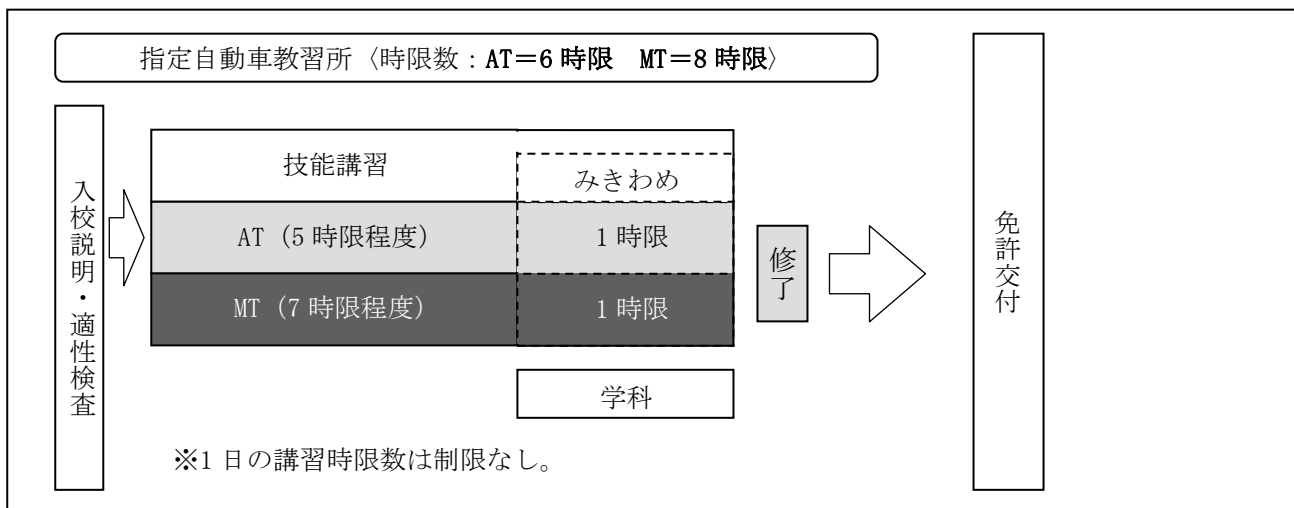 指定自動車教習所〈時限数：AT＝6 時限　MT＝8 時限〉
入校説明・適性検査
技能講習
みきわめ
AT（5 時限程度）
1 時限
MT（7 時限程度）
1 時限
学科
修了
免許交付
※1 日の講習時限数は制限なし。